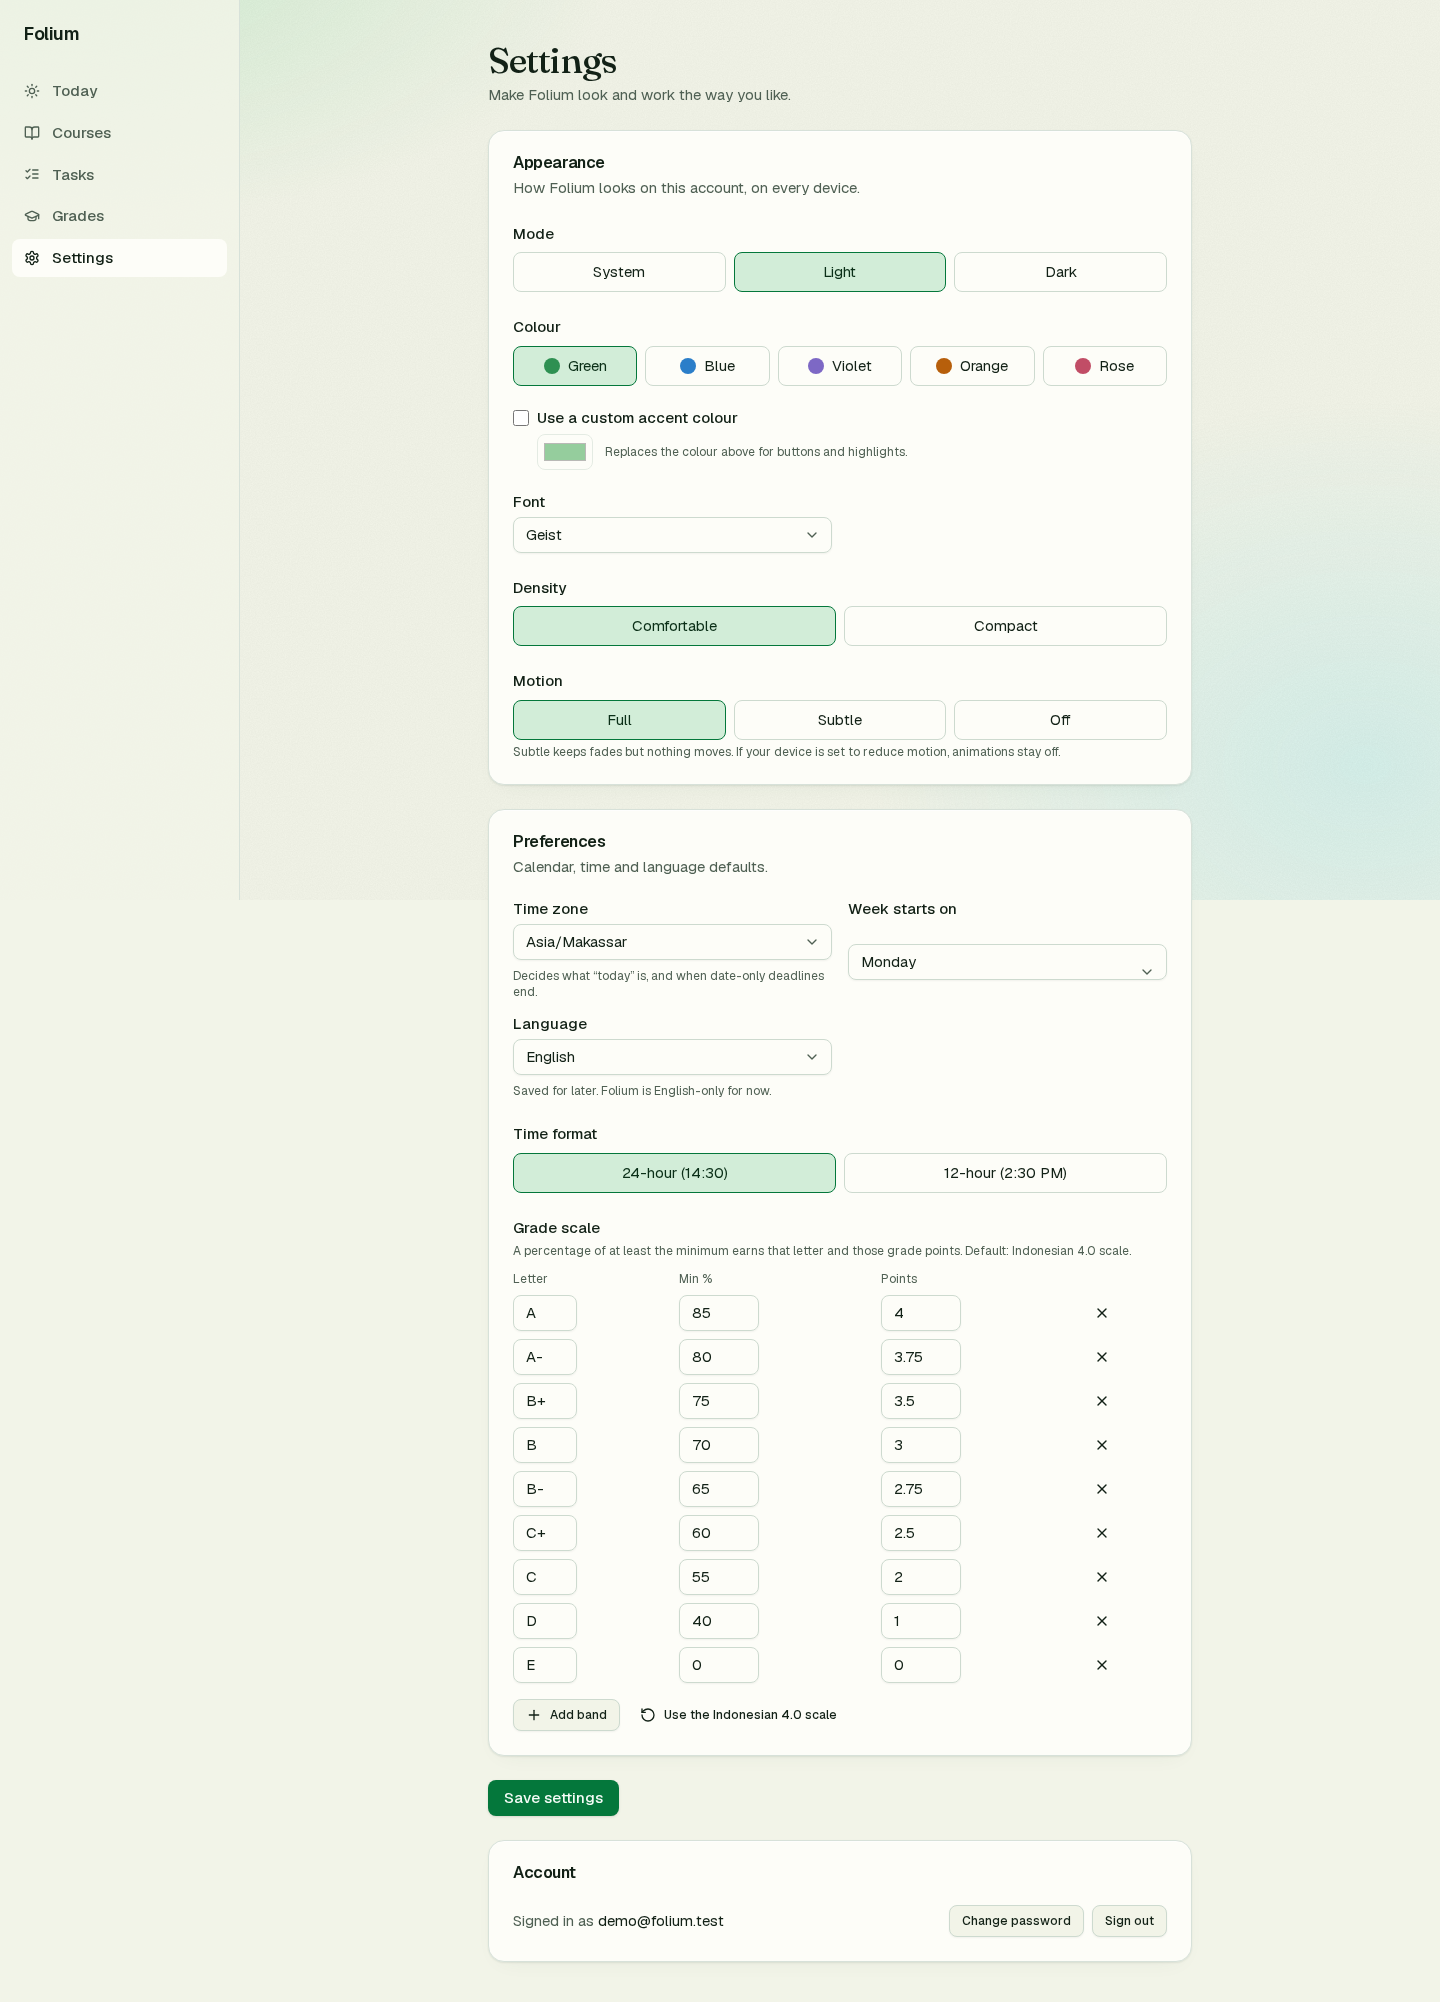 Folium
Today
Courses
Tasks
Grades
Settings
Settings
Make Folium look and work the way you like.
Appearance
How Folium looks on this account, on every device.
Mode
System
Light
Dark
Colour
Green
Blue
Violet
Orange
Rose
Use a custom accent colour
Replaces the colour above for buttons and highlights.
Font
Geist
Density
Comfortable
Compact
Motion
Full
Subtle
Off
Subtle keeps fades but nothing moves. If your device is set to reduce motion, animations stay off.
Preferences
Calendar, time and language defaults.
Time zone
Asia/Makassar
Decides what “today” is, and when date-only deadlines
end.
Week starts on
Monday
Language
English
Saved for later. Folium is English-only for now.
Time format
24-hour (14:30)
12-hour (2:30 PM)
Grade scale
A percentage of at least the minimum earns that letter and those grade points. Default: Indonesian 4.0 scale.
Letter Min % Points
A 85 4
A- 80 3.75
B+ 75 3.5
B 70 3
B- 65 2.75
C+ 60 2.5
C 55 2
D 40 1
E 0 0
Add band
Use the Indonesian 4.0 scale
Save settings
Account
Signed in as demo@folium.test
Change password
Sign out